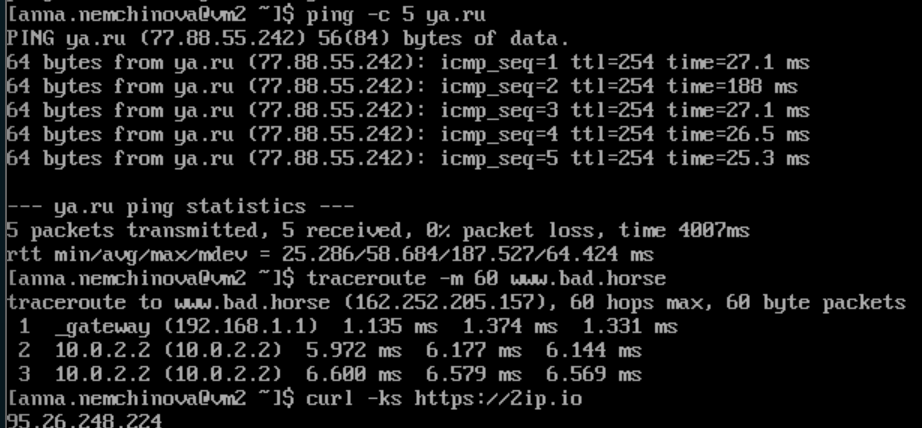 [anna.nemchinova@vm2 ~]$ ping -c 5 ya.ru
PING ya.ru (77.88.55.242) 56(84) bytes of data.
64 bytes from ya.ru (77.88.55.242): icmp_seq=1 ttl=254 time=27.1 ms
64 bytes from ya.ru (77.88.55.242): icmp_seq=2 ttl=254 time=188 ms
64 bytes from ya.ru (77.88.55.242): icmp_seq=3 ttl=254 time=27.1 ms
64 bytes from ya.ru (77.88.55.242): icmp_seq=4 ttl=254 time=26.5 ms
64 bytes from ya.ru (77.88.55.242): icmp_seq=5 ttl=254 time=25.3 ms
--- ya.ru ping statistics ---
5 packets transmitted, 5 received, 0% packet loss, time 4007ms
rtt min/avg/max/mdev = 25.286/58.684/187.527/64.424 ms
[anna.nemchinova@vm2 ~]$ traceroute -m 60 www.bad.horse
traceroute to www.bad.horse (162.252.205.157), 60 hops max, 60 byte packets
1 _gateway (192.168.1.1) 1.135 ms 1.374 ms 1.331 ms
2 10.0.2.2 (10.0.2.2) 5.972 ms 6.177 ms 6.144 ms
3 10.0.2.2 (10.0.2.2) 6.600 ms 6.579 ms 6.569 ms
[anna.nemchinova@vm2 ~]$ curl -ks https://2ip.io
95.26.248.224